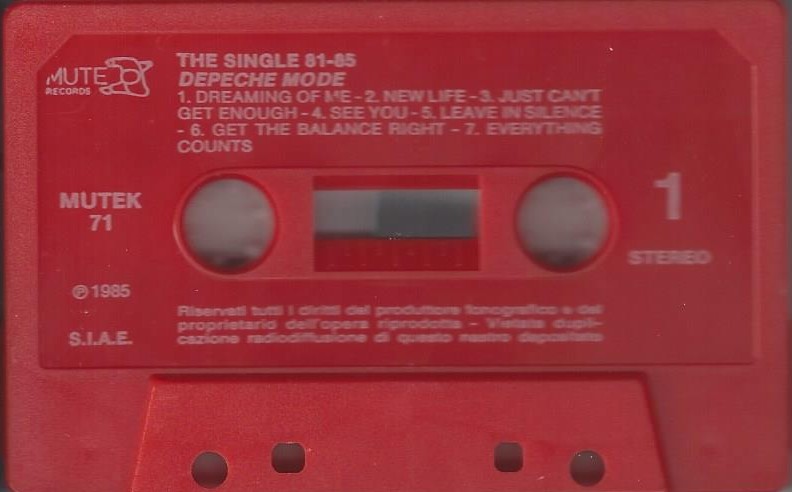 MUTE
RECORDS
THE SINGLE 81-85
DEPECHE MODE
1. DREAMING OF ME - 2. NEW LIFE - 3. JUST CAN'T
GET ENOUGH - 4. SEE YOU - 5. LEAVE IN SILENCE
- 6. GET THE BALANCE RIGHT - 7. EVERYTHING
COUNTS
MUTEK
71
1
STEREO
℗ 1985
S.I.A.E.
Riservati tutti i diritti del produttore fonografico e del
proprietario dell'opera riprodotta - Vietata dupli-
cazione radiodiffusione di questo nastro depositato